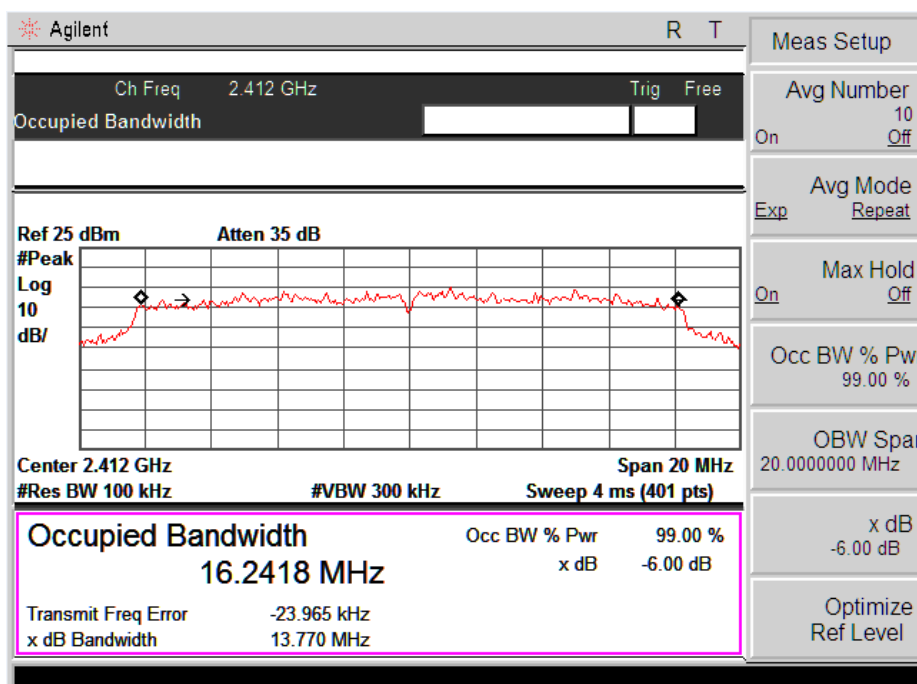 Agilent R T
Ch Freq 2.412 GHz Trig Free
Occupied Bandwidth
Ref 25 dBm Atten 35 dB
#Peak
Log
10
dB/
Center 2.412 GHz Span 20 MHz
#Res BW 100 kHz #VBW 300 kHz Sweep 4 ms (401 pts)
Occupied Bandwidth Occ BW % Pwr 99.00 %
16.2418 MHz x dB -6.00 dB
Transmit Freq Error -23.965 kHz
x dB Bandwidth 13.770 MHz
Meas Setup
Avg Number
10
On Off
Avg Mode
Exp Repeat
Max Hold
On Off
Occ BW % Pw
99.00 %
OBW Spa
20.0000000 MHz
x dB
-6.00 dB
Optimize
Ref Level